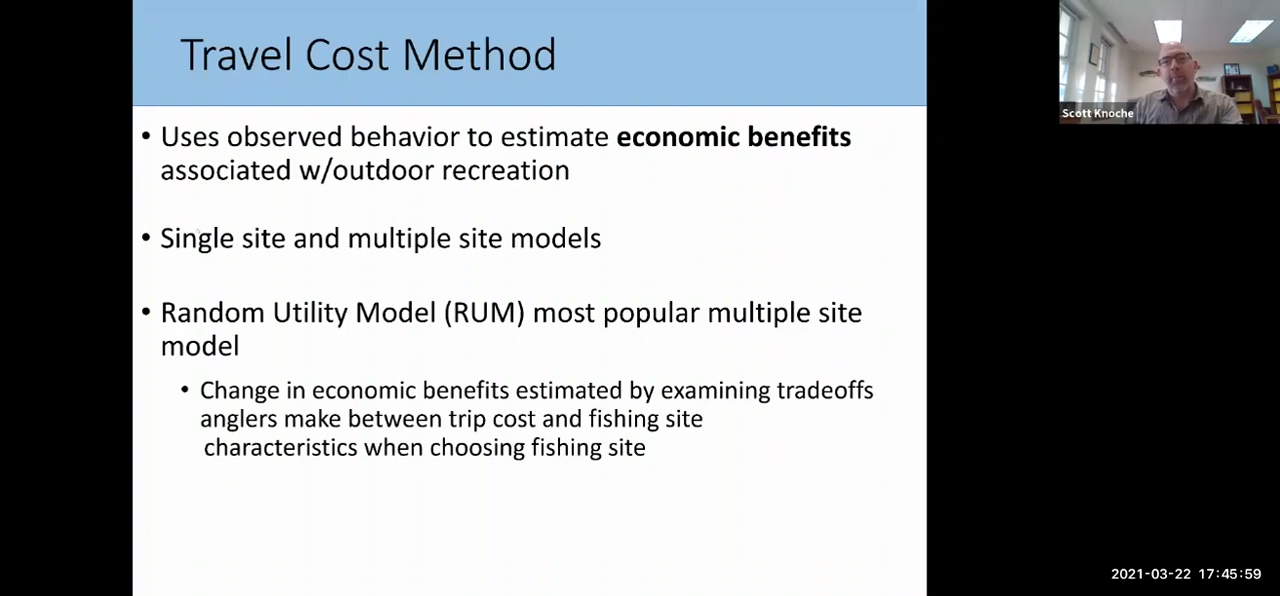 Travel Cost Method
• Uses observed behavior to estimate economic benefits
associated w/outdoor recreation
• Single site and multiple site models
• Random Utility Model (RUM) most popular multiple site
model
• Change in economic benefits estimated by examining tradeoffs
anglers make between trip cost and fishing site
characteristics when choosing fishing site
Scott Knoche
2021-03-22 17:45:59